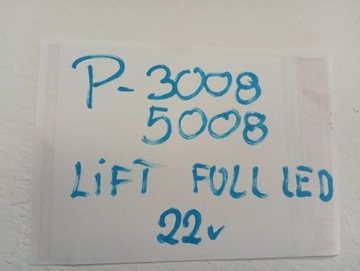 P-3008
5008
LiFT FULL LED
22v